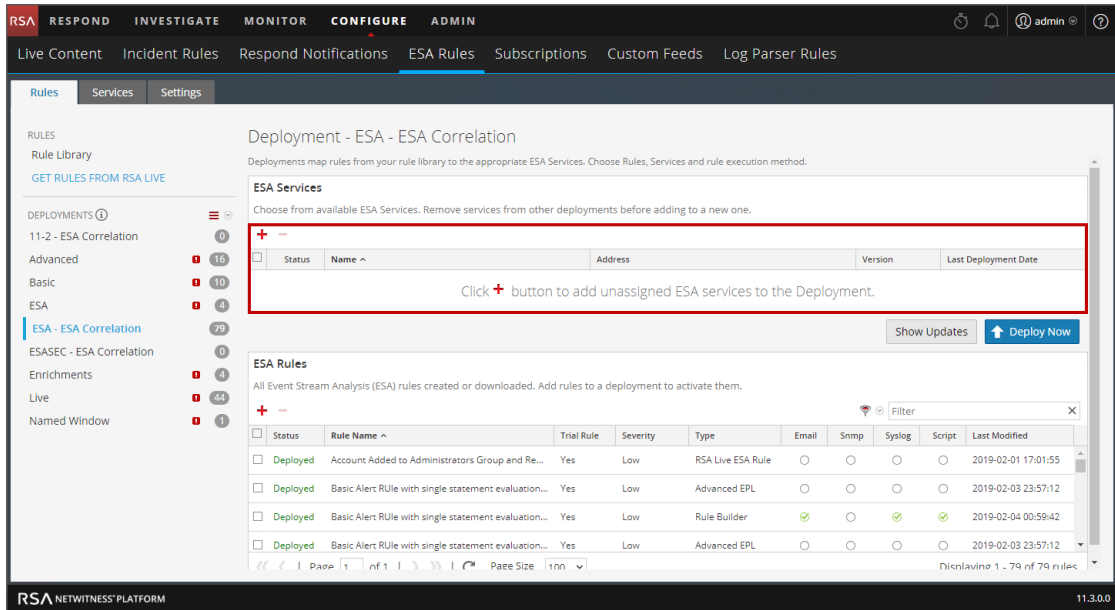 RSA RESPOND INVESTIGATE MONITOR CONFIGURE ADMIN admin
Live Content Incident Rules Respond Notifications ESA Rules Subscriptions Custom Feeds Log Parser Rules
Rules Services Settings
RULES
Rule Library
GET RULES FROM RSA LIVE
DEPLOYMENTS
11-2 - ESA Correlation 0
Advanced 16
Basic 10
ESA 4
ESA - ESA Correlation 79
ESASEC - ESA Correlation 0
Enrichments 4
Live 44
Named Window 1
Deployment - ESA - ESA Correlation
Deployments map rules from your rule library to the appropriate ESA Services. Choose Rules, Services and rule execution method.
ESA Services
Choose from available ESA Services. Remove services from other deployments before adding to a new one.
Status Name Address Version Last Deployment Date
Click + button to add unassigned ESA services to the Deployment.
Show Updates Deploy Now
ESA Rules
All Event Stream Analysis (ESA) rules created or downloaded. Add rules to a deployment to activate them.
Filter
Status Rule Name Trial Rule Severity Type Email Snmp Syslog Script Last Modified
Deployed Account Added to Administrators Group and Re... Yes Low RSA Live ESA Rule 2019-02-01 17:01:55
Deployed Basic Alert RUle with single statement evaluation... Yes Low Advanced EPL 2019-02-03 23:57:12
Deployed Basic Alert RUle with single statement evaluation... Yes Low Rule Builder 2019-02-04 00:59:42
Deployed Basic Alert RUle with single statement evaluation... Yes Low Advanced EPL 2019-02-03 23:57:12
Page 1 of 1 Page Size 100 Displaying 1 - 79 of 79 rules
RSA NETWITNESS® PLATFORM 11.3.0.0